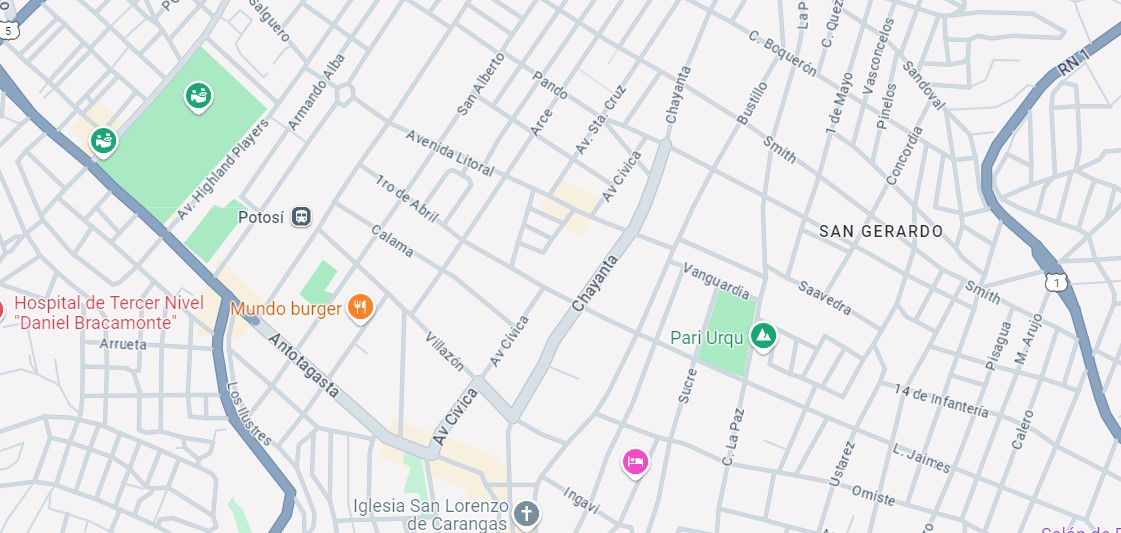 5
Salguero
Armando Alba
San Alberto
Pando
Arce
Av. Sta. Cruz
Chayanta
C. Boquerón
Bustillo
1 de Mayo
Vasconcelos
Pinelos
Sandoval
RN 1
Smith
Concordia
Avenida Litoral
Av. Highland Players
Av Cívica
1ro de Abril
Potosí
Calama
SAN GERARDO
Chayanta
Vanguardia
Saavedra
Smith
1
Hospital de Tercer Nivel
"Daniel Bracamonte"
Mundo burger
Arrueta
Antotagasta
Villazón
Av Cívica
Pari Urqu
Pisagua
M. Arujo
Los Ilustres
Av Cívica
Sucre
C. La Paz
14 de Infantería
Calero
L. Jaimes
Ustarez
Omiste
Ingavi
Iglesia San Lorenzo
de Carangas